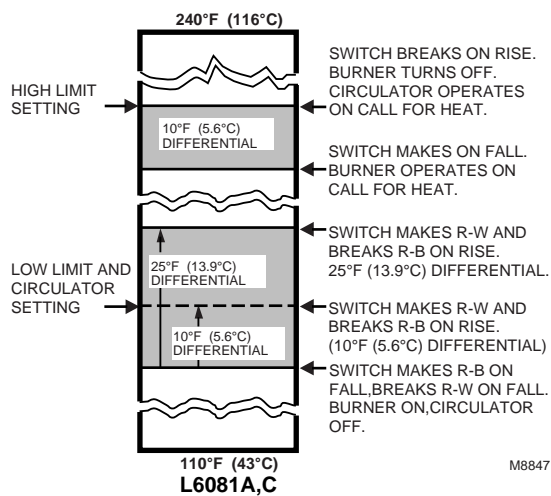 240°F (116°C)
SWITCH BREAKS ON RISE.
BURNER TURNS OFF.
CIRCULATOR OPERATES
ON CALL FOR HEAT.
HIGH LIMIT
SETTING
10°F (5.6°C)
DIFFERENTIAL
SWITCH MAKES ON FALL.
BURNER OPERATES ON
CALL FOR HEAT.
SWITCH MAKES R-W AND
BREAKS R-B ON RISE.
25°F (13.9°C) DIFFERENTIAL.
25°F (13.9°C)
DIFFERENTIAL
LOW LIMIT AND
CIRCULATOR
SETTING
SWITCH MAKES R-W AND
BREAKS R-B ON RISE.
(10°F (5.6°C) DIFFERENTIAL)
10°F (5.6°C)
DIFFERENTIAL
SWITCH MAKES R-B ON
FALL,BREAKS R-W ON FALL.
BURNER ON,CIRCULATOR
OFF.
110°F (43°C)
L6081A,C
M8847